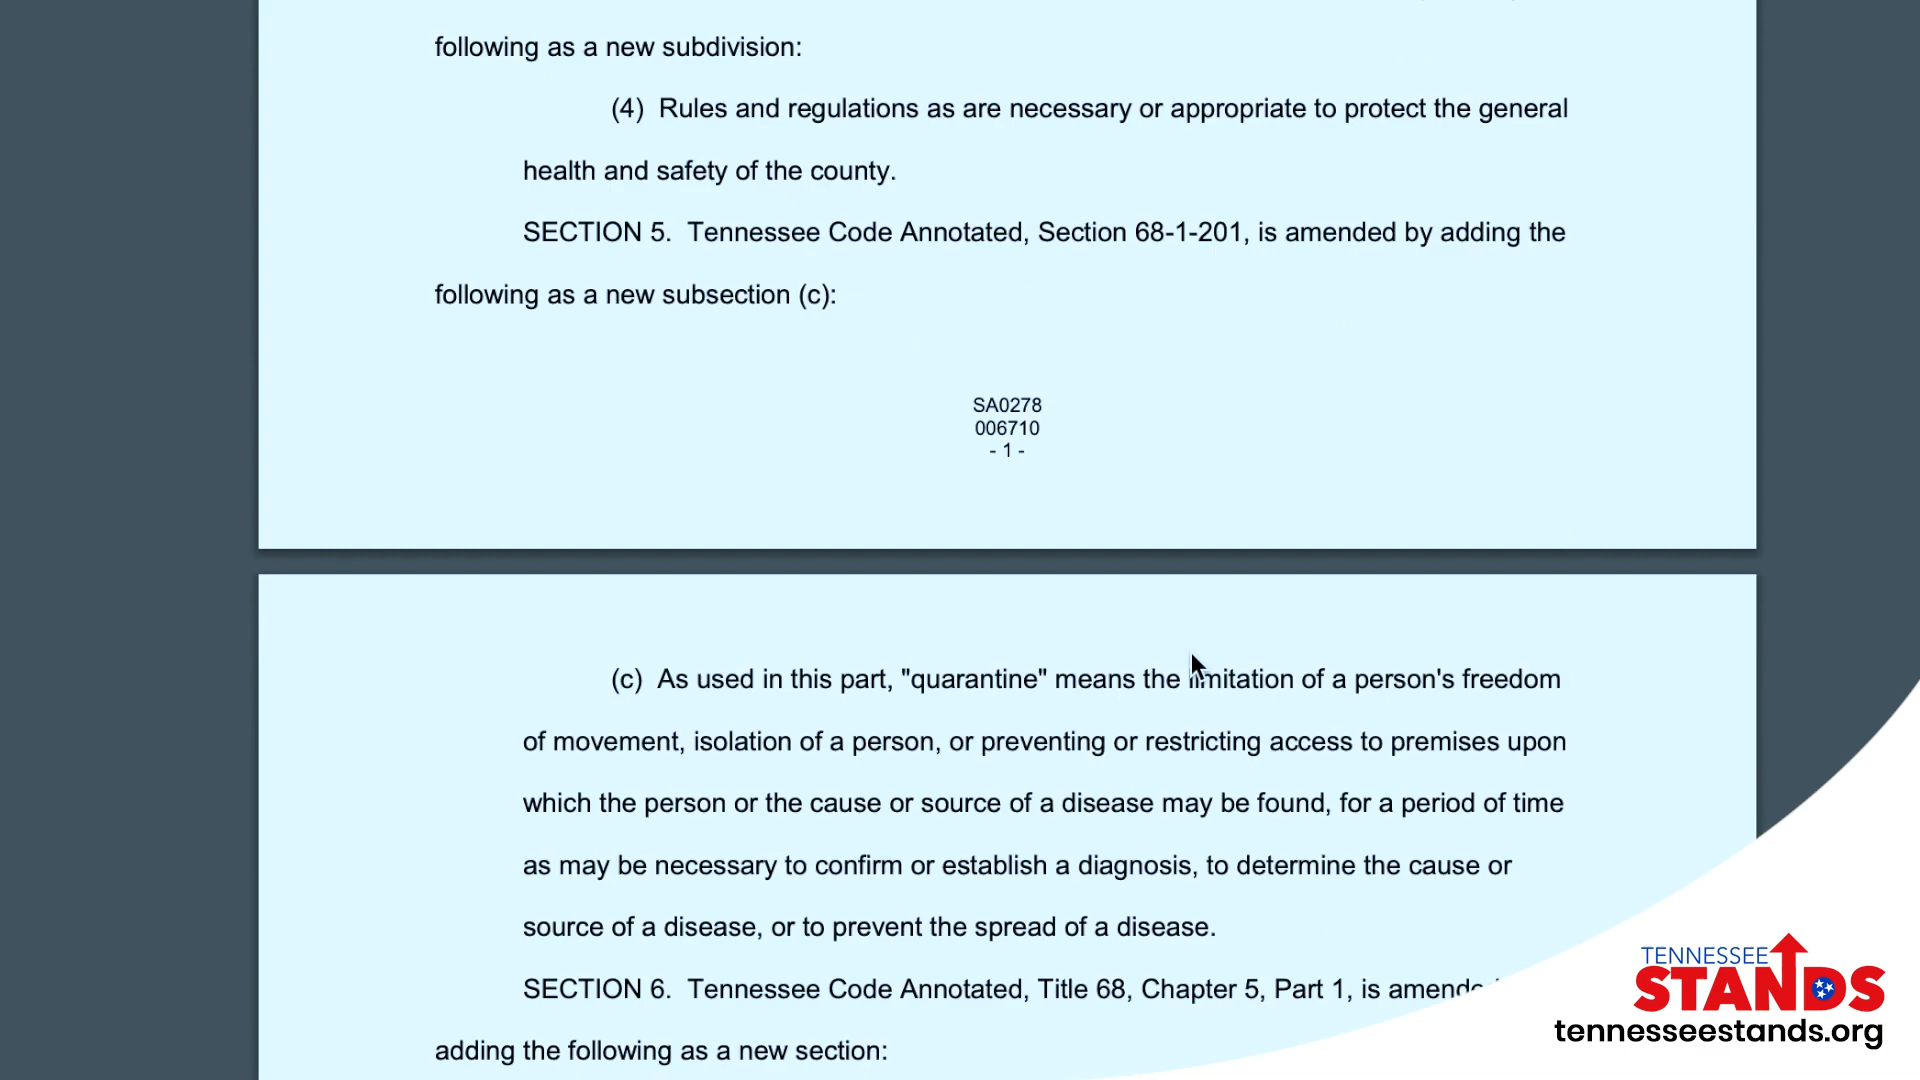 following as a new subdivision:
(4) Rules and regulations as are necessary or appropriate to protect the general
health and safety of the county.
SECTION 5. Tennessee Code Annotated, Section 68-1-201, is amended by adding the
following as a new subsection (c):
SA0278
006710
- 1 -
(c) As used in this part, "quarantine" means the limitation of a person's freedom
of movement, isolation of a person, or preventing or restricting access to premises upon
which the person or the cause or source of a disease may be found, for a period of time
as may be necessary to confirm or establish a diagnosis, to determine the cause or
source of a disease, or to prevent the spread of a disease.
SECTION 6. Tennessee Code Annotated, Title 68, Chapter 5, Part 1, is
adding the following as a new section:
TENNESSEE
STANDS
tennesseestands.org